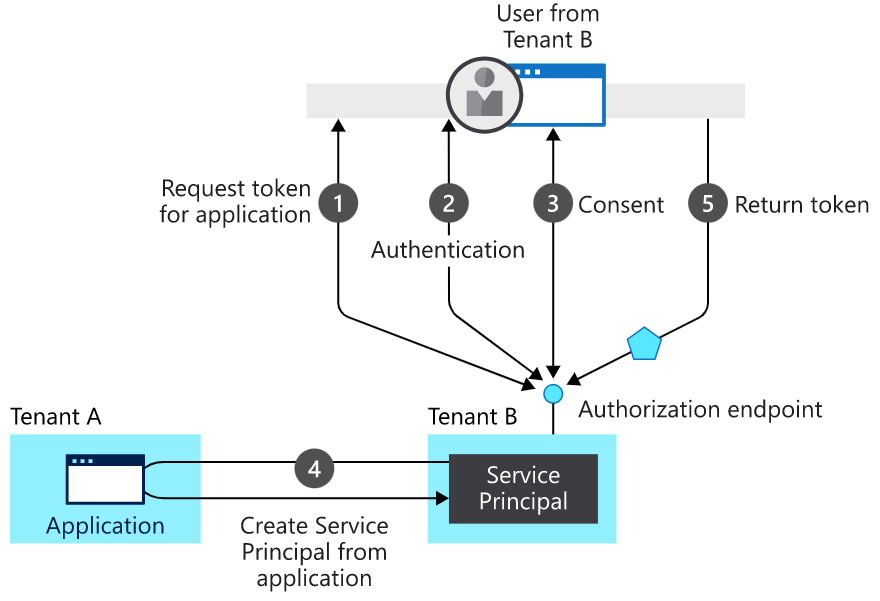 User from
Tenant B
Request token
for application
1
2
3
Consent
5
Return token
Authentication
Authorization endpoint
Tenant A
Tenant B
4
Service
Principal
Application
Create Service
Principal from
application